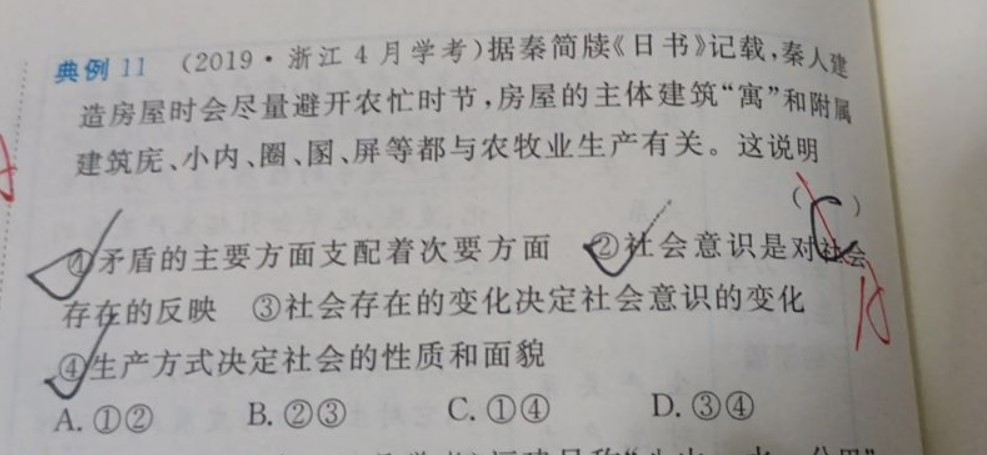 典例 11 (2019·浙江 4 月学考)据秦简牍《日书》记载,秦人建
造房屋时会尽量避开农忙时节,房屋的主体建筑“寓”和附属
建筑庑、小内、圈、圂、屏等都与农牧业生产有关。这说明
( C )
①矛盾的主要方面支配着次要方面 ②社会意识是对社会
存在的反映 ③社会存在的变化决定社会意识的变化
④生产方式决定社会的性质和面貌
A. ①② B. ②③ C. ①④ D. ③④